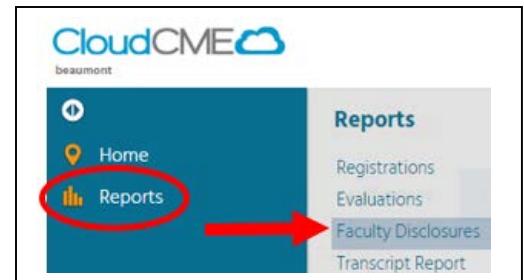 CloudCME
beaumont
Home
Reports
Reports
Registrations
Evaluations
Faculty Disclosures
Transcript Report